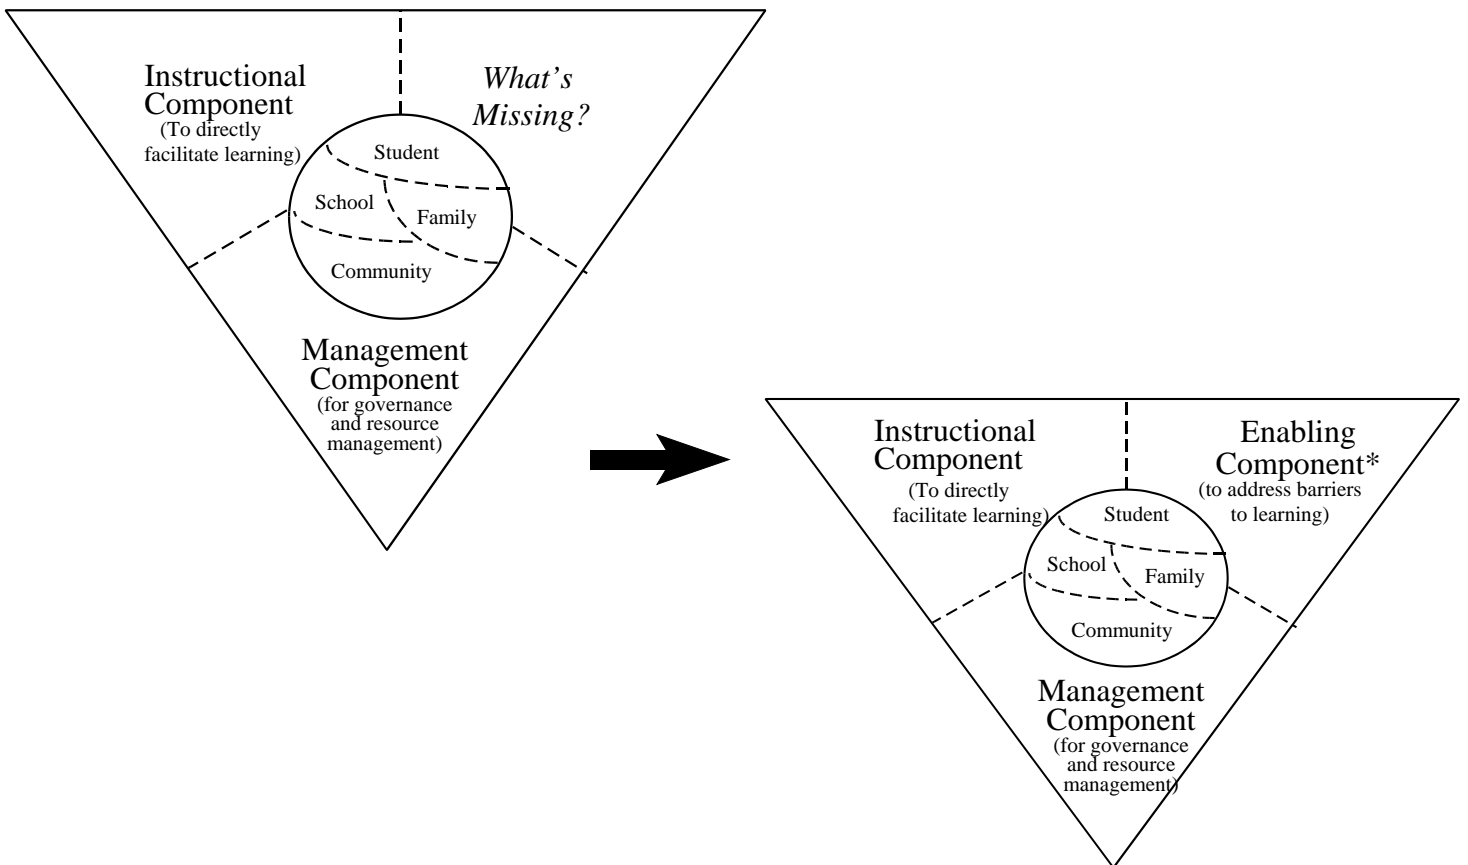 Instructional
Component
(To directly
facilitate learning)
What's
Missing?
Student
School
Family
Community
Management
Component
(for governance
and resource
management)
Instructional
Component
(To directly
facilitate learning)
Enabling
Component*
(to address barriers
to learning)
Student
School
Family
Community
Management
Component
(for governance
and resource
management)